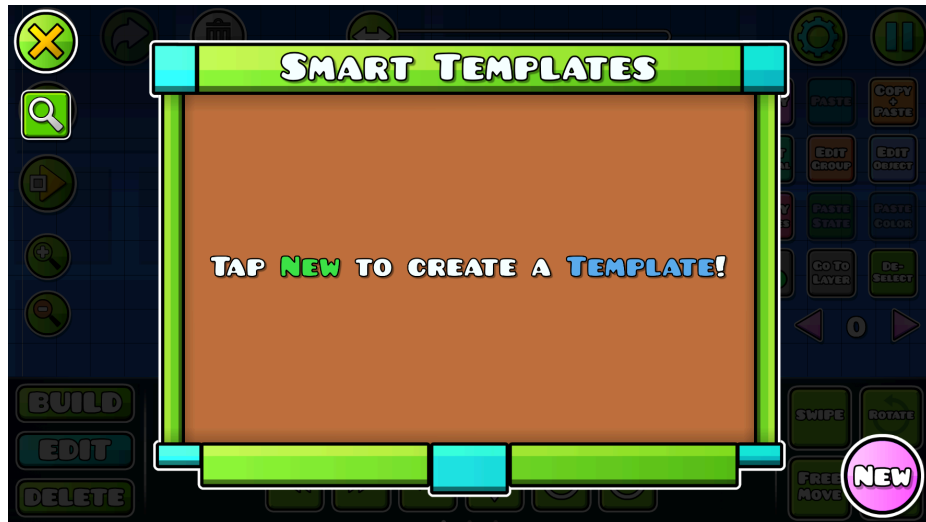 SMART TEMPLATES
COPY + PASTE
PASTE
EDIT GROUP
EDIT OBJECT
PASTE STATE
PASTE COLOR
GO TO LAYER
DE-SELECT
TAP NEW TO CREATE A TEMPLATE!
0
BUILD
EDIT
DELETE
SWIPE
ROTATE
FREE MOVE
NEW